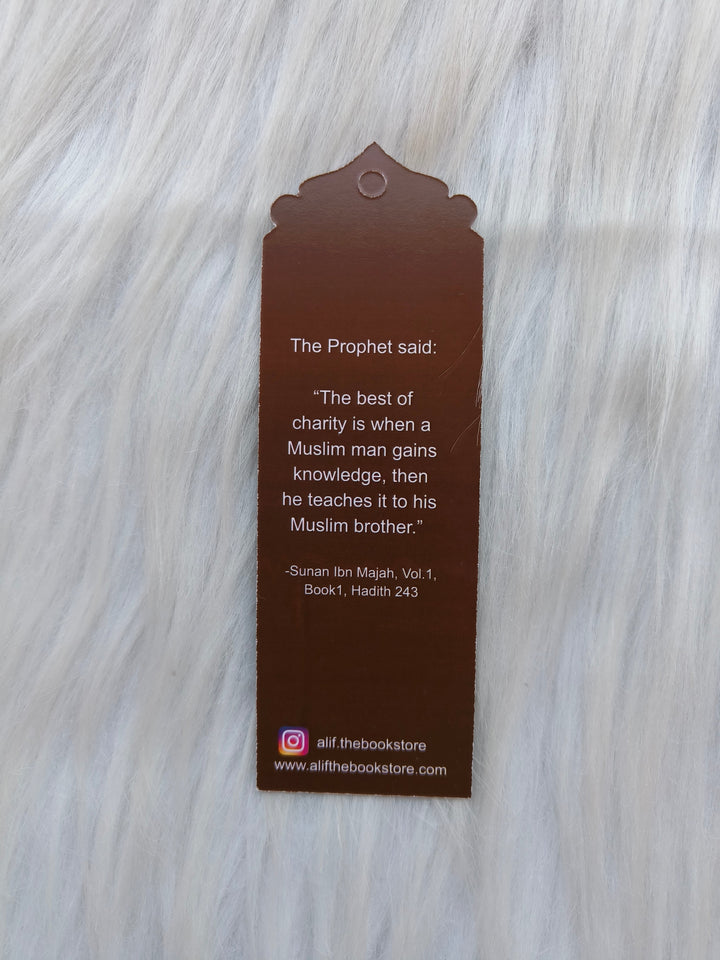 The Prophet said:
“The best of
charity is when a
Muslim man gains
knowledge, then
he teaches it to his
Muslim brother.”
-Sunan Ibn Majah, Vol.1,
Book1, Hadith 243
alif.thebookstore
www.alifthebookstore.com